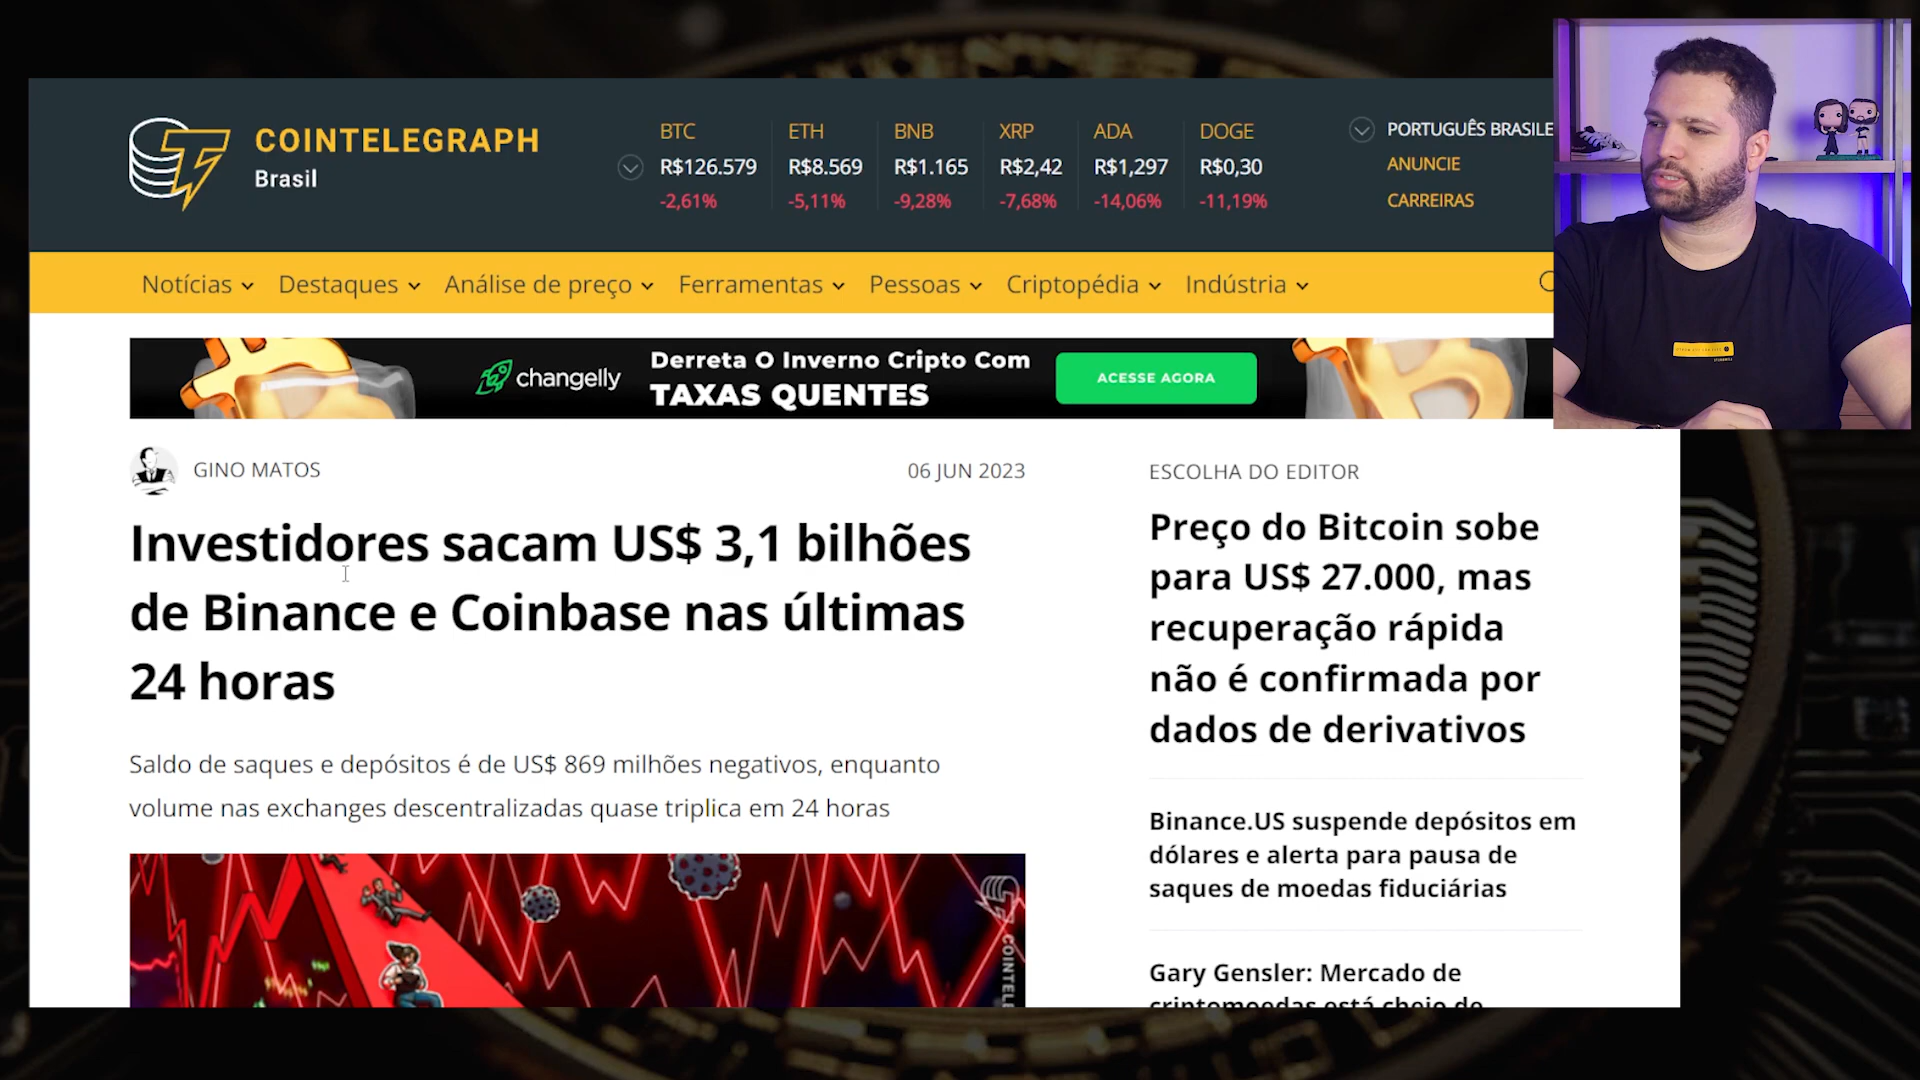 COINTELEGRAPH
Brasil
BTC
R$126.579
-2,61%
ETH
R$8.569
-5,11%
BNB
R$1.165
-9,28%
XRP
R$2,42
-7,68%
ADA
R$1,297
-14,06%
DOGE
R$0,30
-11,19%
PORTUGUÊS BRASILE
ANUNCIE
CARREIRAS
Notícias Destaques Análise de preço Ferramentas Pessoas Criptopédia Indústria
changelly
Derreta O Inverno Cripto Com
TAXAS QUENTES
ACESSE AGORA
GINO MATOS
06 JUN 2023
Investidores sacam US$ 3,1 bilhões
de Binance e Coinbase nas últimas
24 horas
Saldo de saques e depósitos é de US$ 869 milhões negativos, enquanto
volume nas exchanges descentralizadas quase triplica em 24 horas
COINTEL
ESCOLHA DO EDITOR
Preço do Bitcoin sobe
para US$ 27.000, mas
recuperação rápida
não é confirmada por
dados de derivativos
Binance.US suspende depósitos em
dólares e alerta para pausa de
saques de moedas fiduciárias
Gary Gensler: Mercado de
criptomoedas está cheio de